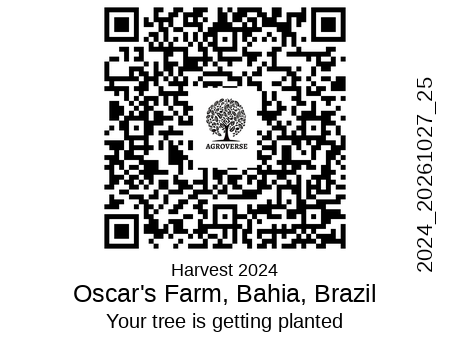 AGROVERSE
Harvest 2024
Oscar's Farm, Bahia, Brazil
Your tree is getting planted
2024_20261027_25